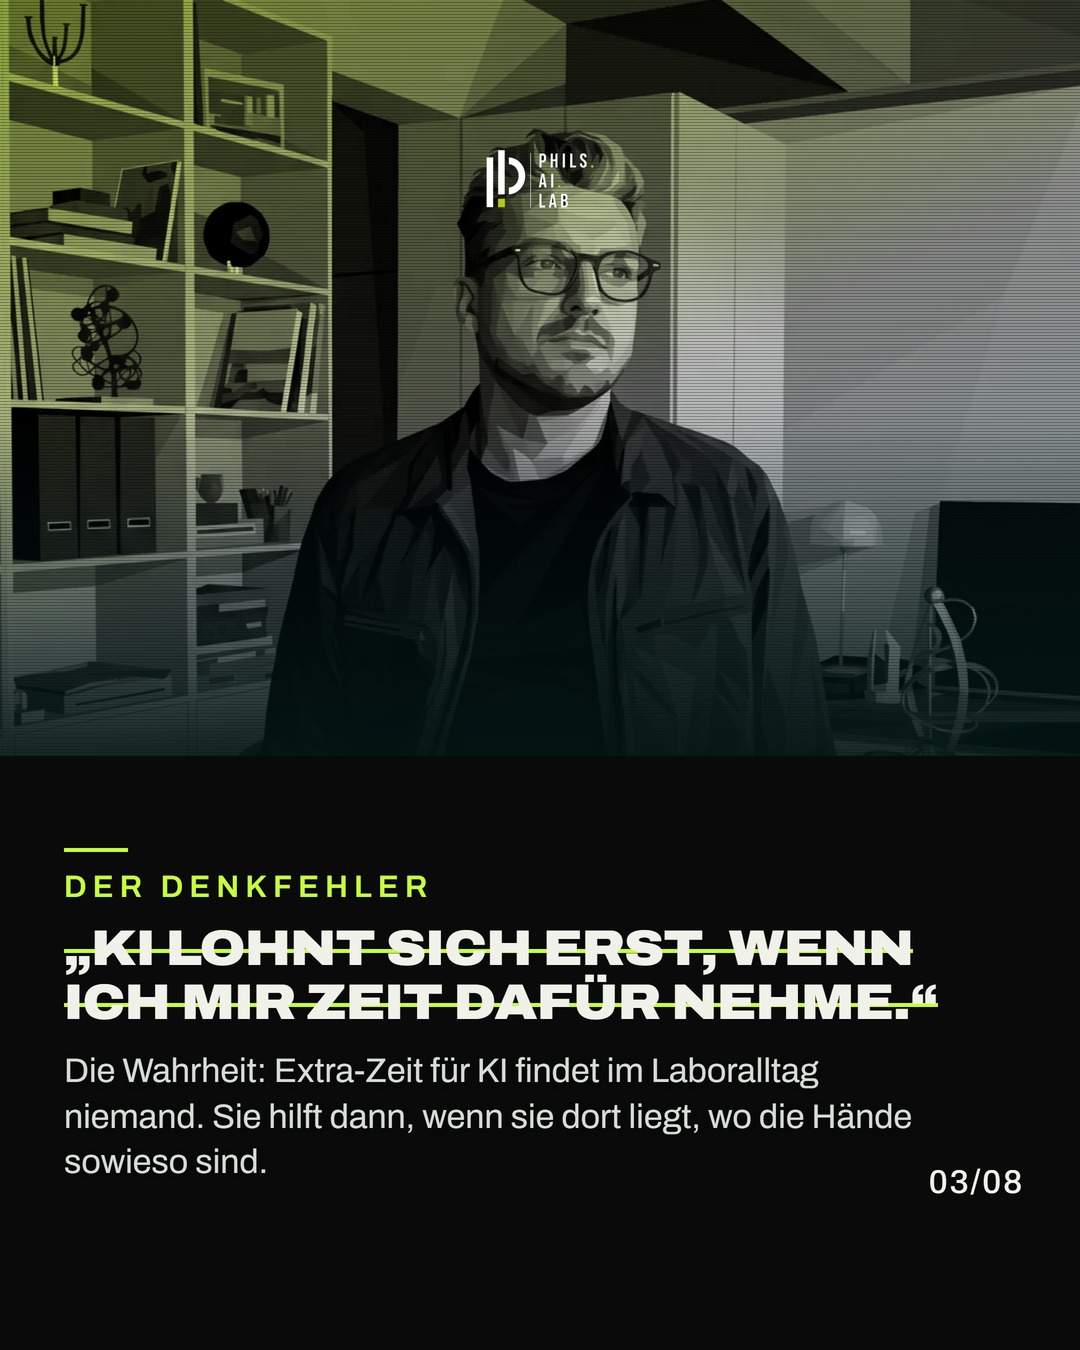 PHILS.
AI.
LAB
DER DENKFEHLER
„KI LOHNT SICH ERST, WENN
ICH MIR ZEIT DAFÜR NEHME.“
Die Wahrheit: Extra-Zeit für KI findet im Laboralltag
niemand. Sie hilft dann, wenn sie dort liegt, wo die Hände
sowieso sind.
03/08